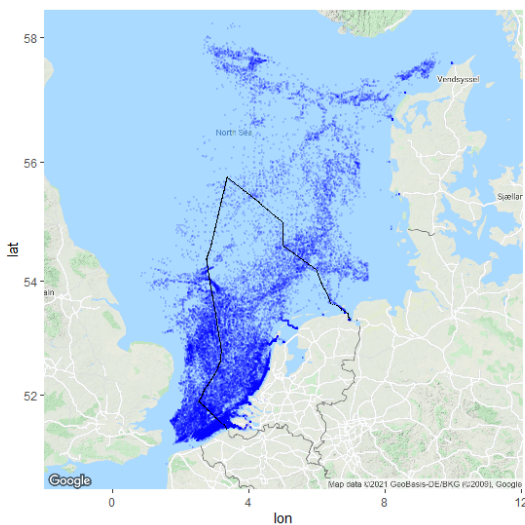 58
56
54
52
lat
North Sea
Vendsyssel
Sjælland
ain
Google
Map data ©2021 GeoBasis-DE/BKG (©2009), Google
0
4
8
12
lon